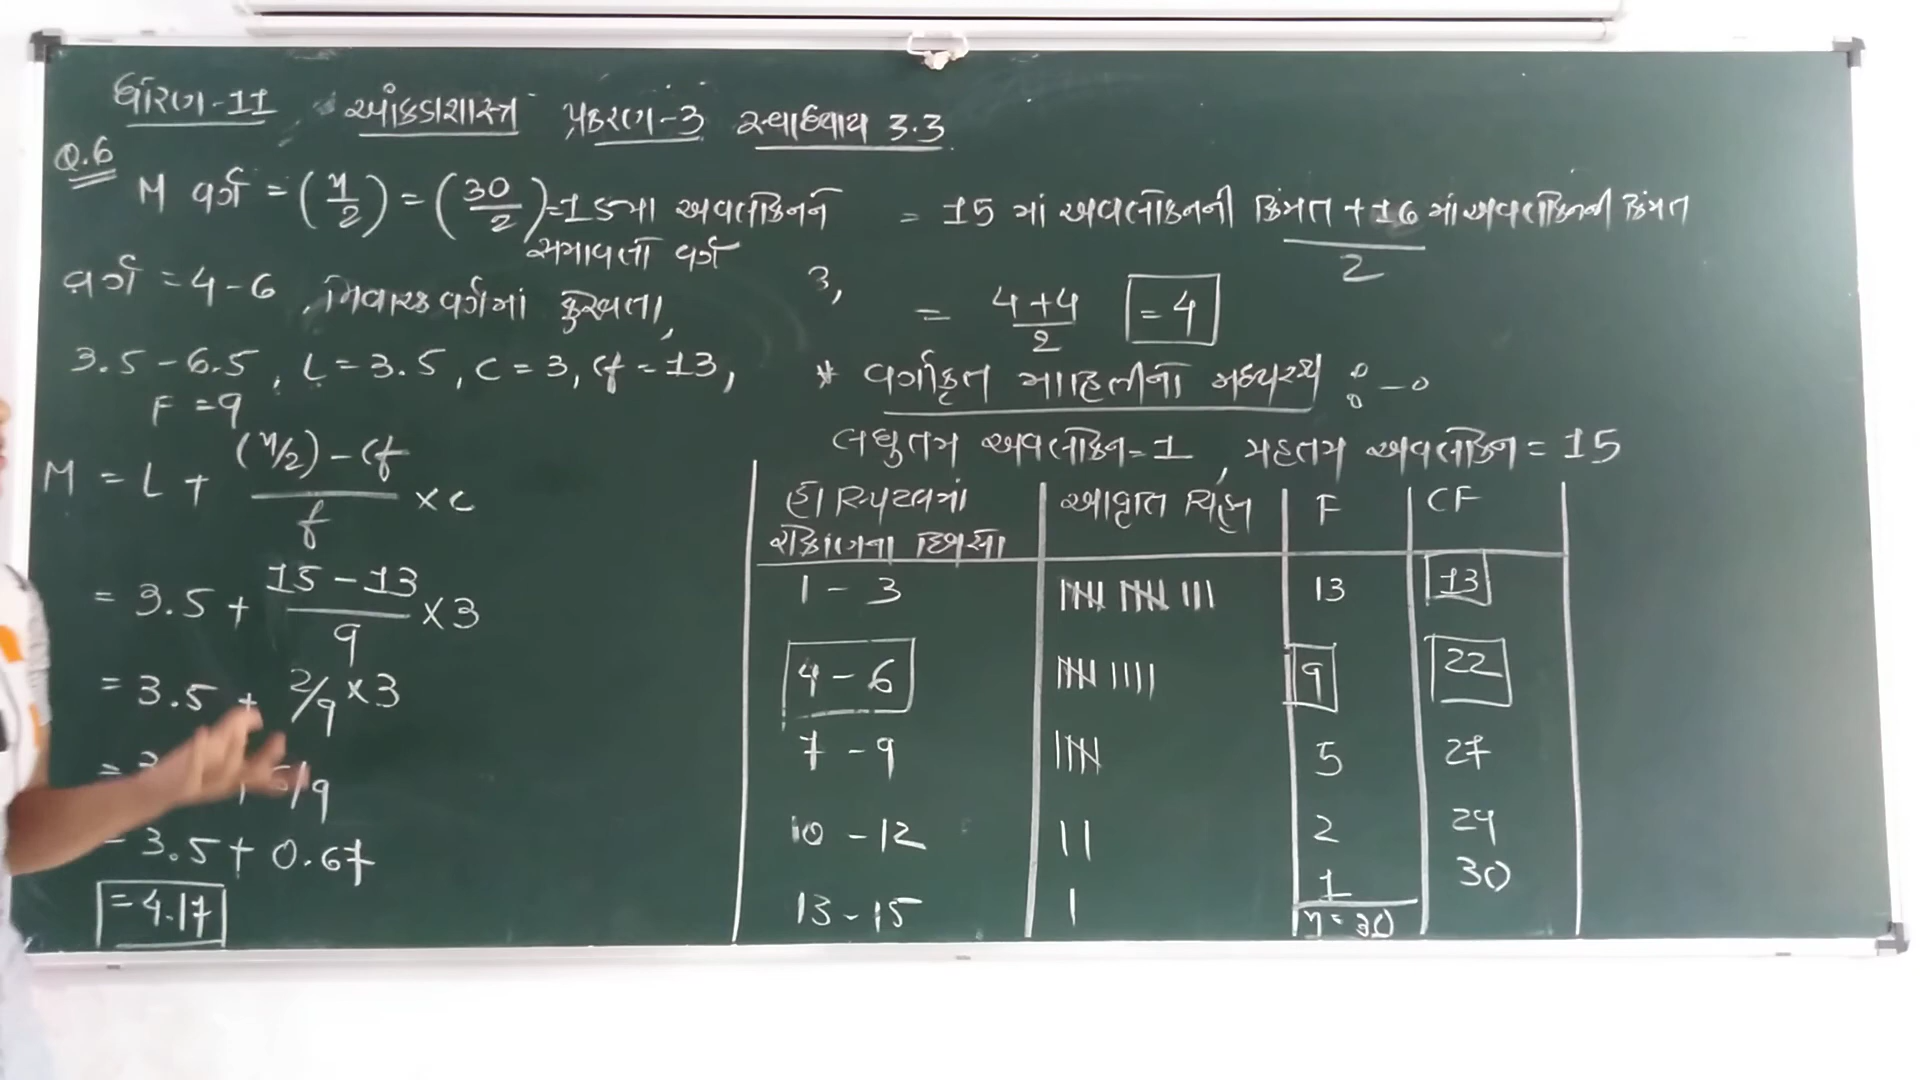 ધોરણ-11 આંકડાશાસ્ત્ર પ્રકરણ-3 સ્વાધ્યાય 3.3
Q.6
M વર્ગ = (n/2) = (30/2) = 15મા અવલોકનને
સમાવતો વર્ગ
વર્ગ = 4-6, નિવારક વર્ગમાં ફેરવતા,
3.5-6.5, L=3.5, C=3, cf=13,
F=9
M = L + ((n/2) - cf)/f × c
= 3.5 + (15-13)/9 × 3
= 3.5 + 2/9 × 3
/9
= 3.5 + 0.67
= 4.17
3,
= 15 માં અવલોકનની કિંમત + 16 માં અવલોકનની કિંમત
2
= (4+4)/2 = 4
* વર્ગીકૃત માહિતીનો મધ્યસ્થ :-
લઘુતમ અવલોકન=1, મહત્તમ અવલોકન=15
હોસ્પિટલમાં રોકાણના દિવસો આવૃત્તિ ચિહ્ન F CF
1-3 |||| |||| ||| 13 13
4-6 |||| |||| 9 22
7-9 |||| 5 27
10-12 || 2 29
13-15 | 1 30
n=30